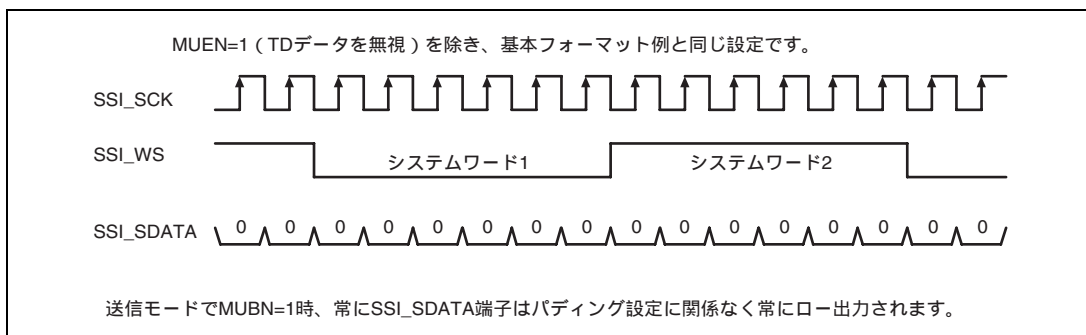 MUEN=1（TDデータを無視）を除き、基本フォーマット例と同じ設定です。
SSI_SCK
SSI_WS
システムワード1
システムワード2
SSI_SDATA
0 0 0 0 0 0 0 0 0 0 0 0 0 0 0 0
送信モードでMUBN=1時、常にSSI_SDATA端子はパディング設定に関係なく常にロー出力されます。